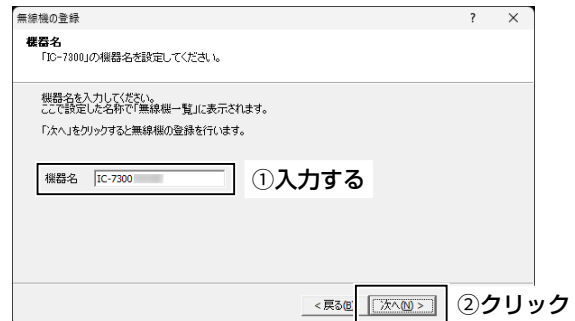 無線機の登録 ? ×
機器名
「IC-7300」の機器名を設定してください。
機器名を入力してください。
ここで設定した名称で「無線機一覧」に表示されます。
「次へ」をクリックすると無線機の登録を行います。
機器名 IC-7300
①入力する
< 戻る(B) 次へ(N) >
②クリック